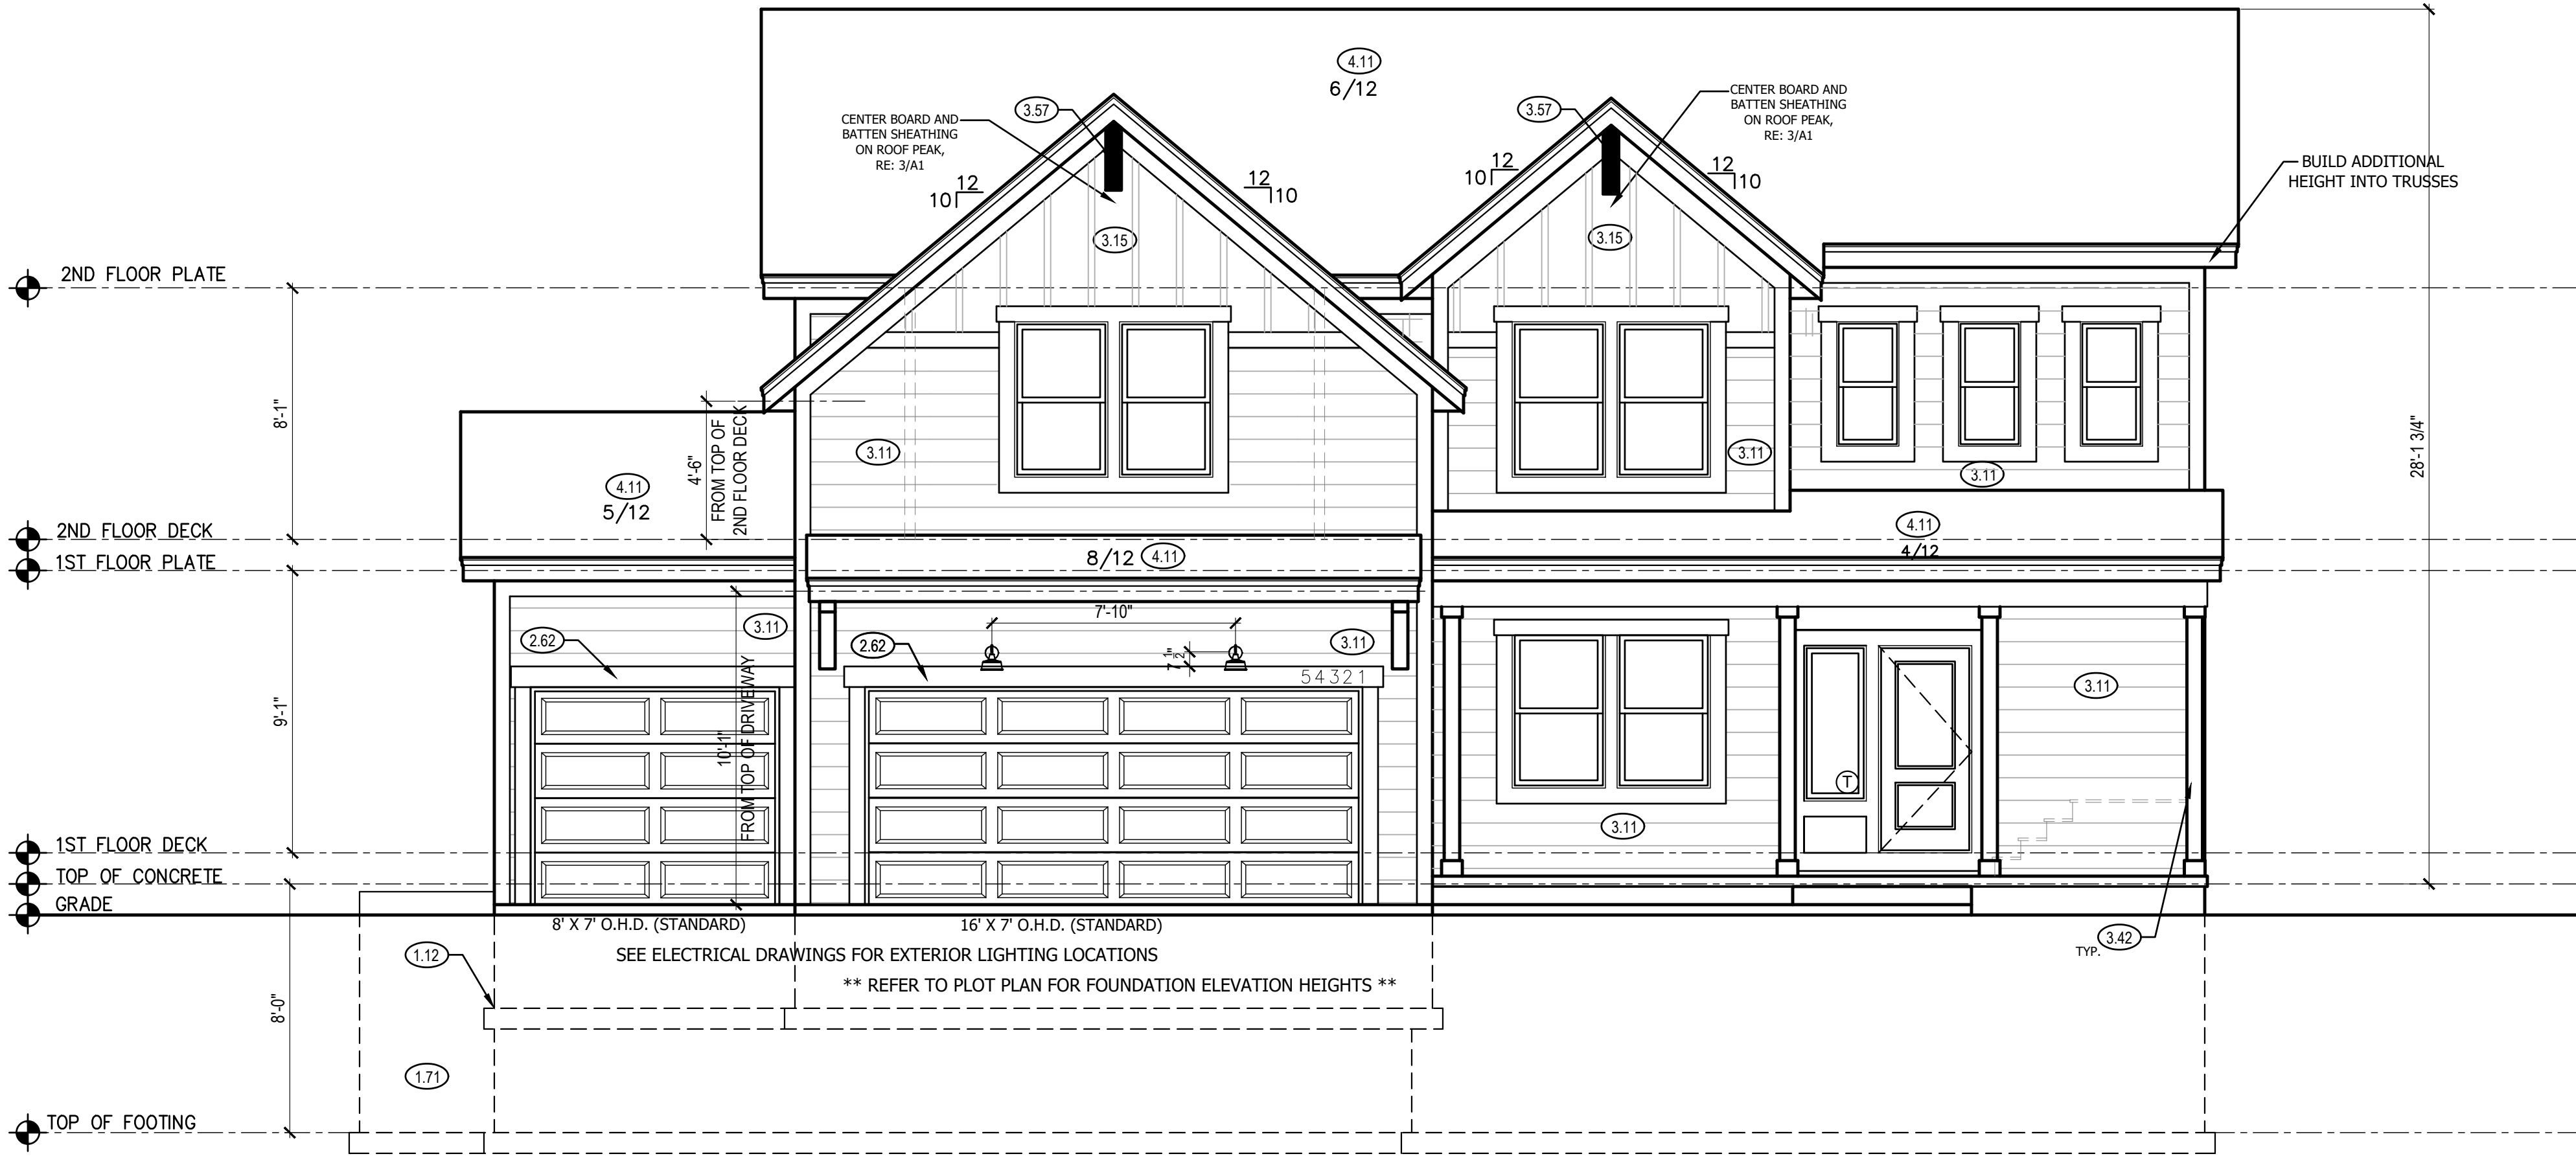 4.11
6/12
CENTER BOARD AND
BATTEN SHEATHING
ON ROOF PEAK,
RE: 3/A1
3.57
3.57
CENTER BOARD AND
BATTEN SHEATHING
ON ROOF PEAK,
RE: 3/A1
12
10
12
10
12
10
12
10
BUILD ADDITIONAL
HEIGHT INTO TRUSSES
3.15
3.15
2ND FLOOR PLATE
8'-1"
4'-6"
FROM TOP OF
2ND FLOOR DECK
28'-1 3/4"
3.11
3.11
3.11
4.11
5/12
4.11
4/12
2ND FLOOR DECK
1ST FLOOR PLATE
8/12 4.11
7'-10"
7 1/2"
3.11
3.11
2.62
2.62
54321
A
A
9'-1"
10'-1"
FROM TOP OF DRIVEWAY
3.11
T
3.11
1ST FLOOR DECK
TOP OF CONCRETE
GRADE
8' X 7' O.H.D. (STANDARD)
16' X 7' O.H.D. (STANDARD)
TYP. 3.42
1.12
SEE ELECTRICAL DRAWINGS FOR EXTERIOR LIGHTING LOCATIONS
** REFER TO PLOT PLAN FOR FOUNDATION ELEVATION HEIGHTS **
8'-0"
1.71
TOP OF FOOTING